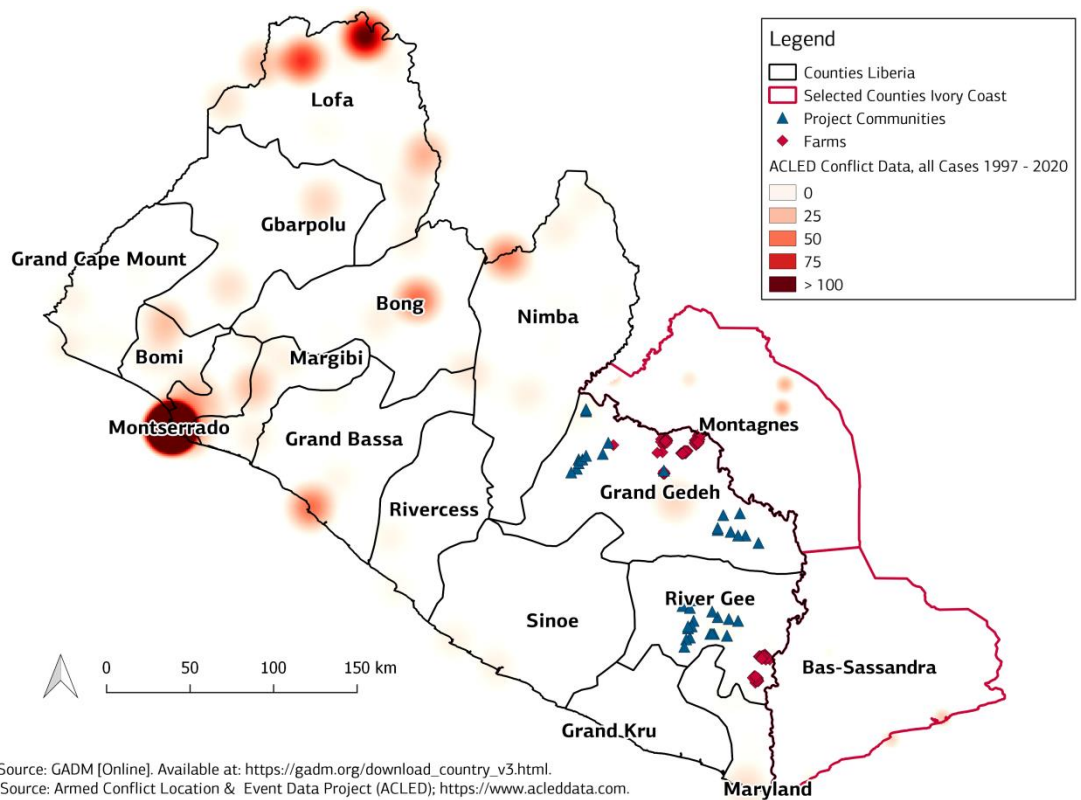 Legend
Counties Liberia
Selected Counties Ivory Coast
Project Communities
Farms
ACLED Conflict Data, all Cases 1997 - 2020
0
25
50
75
> 100
Lofa
Gbarpolu
Grand Cape Mount
Bong
Nimba
Bomi
Margibi
Montserrado
Montagnes
Grand Bassa
Grand Gedeh
Rivercess
River Gee
Sinoe
Bas-Sassandra
0 50 100 150 km
Grand Kru
Maryland
Source: GADM [Online]. Available at: https://gadm.org/download_country_v3.html.
Source: Armed Conflict Location & Event Data Project (ACLED); https://www.acleddata.com.